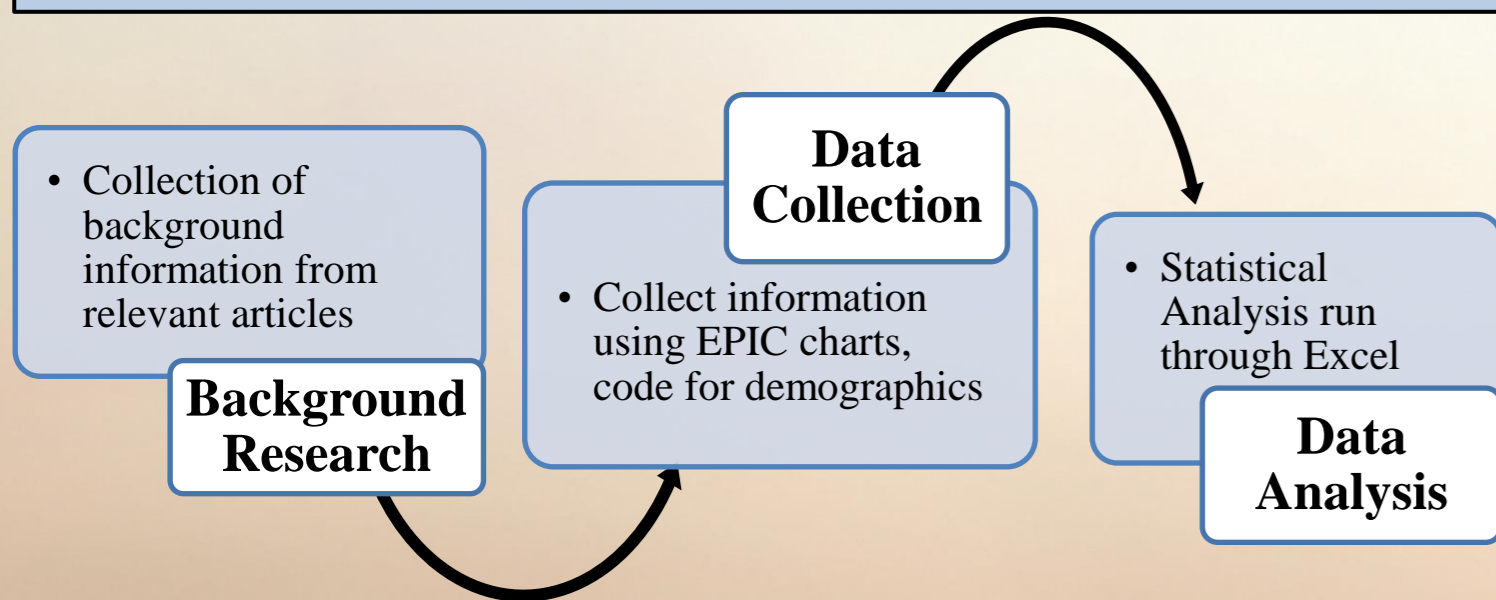 • Collection of
background
information from
relevant articles
Background
Research
Data
Collection
• Collect information
using EPIC charts,
code for demographics
• Statistical
Analysis run
through Excel
Data
Analysis